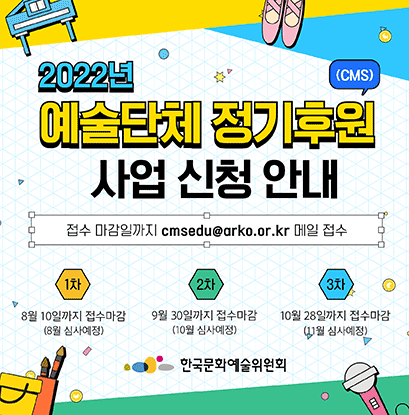 2022년
(CMS)
예술단체 정기후원
사업 신청 안내
접수 마감일까지 cmsedu@arko.or.kr 메일 접수
1차
8월 10일까지 접수마감
(8월 심사예정)
2차
9월 30일까지 접수마감
(10월 심사예정)
3차
10월 28일까지 접수마감
(11월 심사예정)
한국문화예술위원회